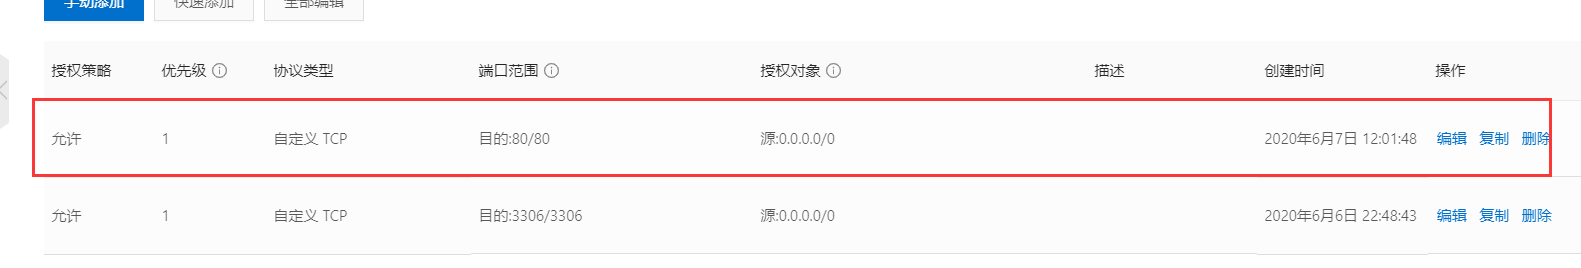 手动添加 快速添加 全部编辑
授权策略 优先级 协议类型 端口范围 授权对象 描述 创建时间 操作
允许 1 自定义 TCP 目的:80/80 源:0.0.0.0/0 2020年6月7日 12:01:48 编辑 复制 删除
允许 1 自定义 TCP 目的:3306/3306 源:0.0.0.0/0 2020年6月6日 22:48:43 编辑 复制 删除